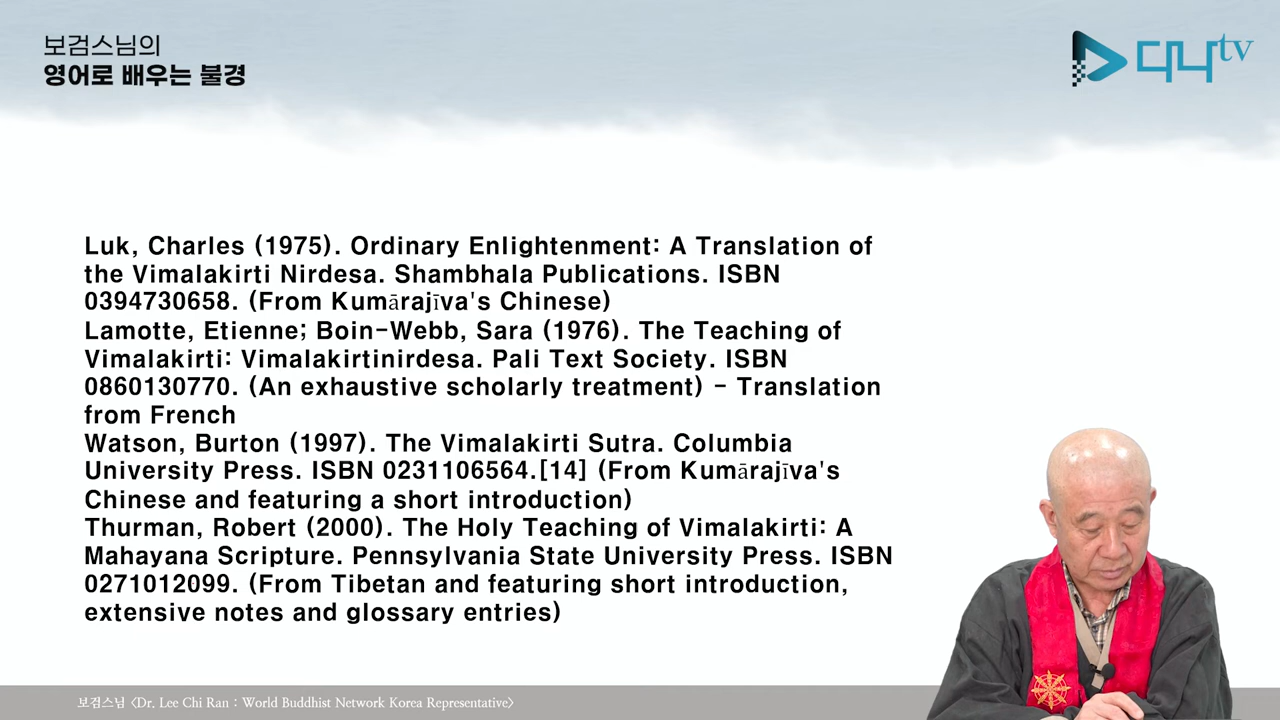 보검스님의
영어로 배우는 불경
다나tv
Luk, Charles (1975). Ordinary Enlightenment: A Translation of
the Vimalakirti Nirdesa. Shambhala Publications. ISBN
0394730658. (From Kumārajīva's Chinese)
Lamotte, Etienne; Boin-Webb, Sara (1976). The Teaching of
Vimalakirti: Vimalakirtinirdesa. Pali Text Society. ISBN
0860130770. (An exhaustive scholarly treatment) - Translation
from French
Watson, Burton (1997). The Vimalakirti Sutra. Columbia
University Press. ISBN 0231106564.[14] (From Kumārajīva's
Chinese and featuring a short introduction)
Thurman, Robert (2000). The Holy Teaching of Vimalakirti: A
Mahayana Scripture. Pennsylvania State University Press. ISBN
0271012099. (From Tibetan and featuring short introduction,
extensive notes and glossary entries)
보검스님 <Dr. Lee Chi Ran : World Buddhist Network Korea Representative>